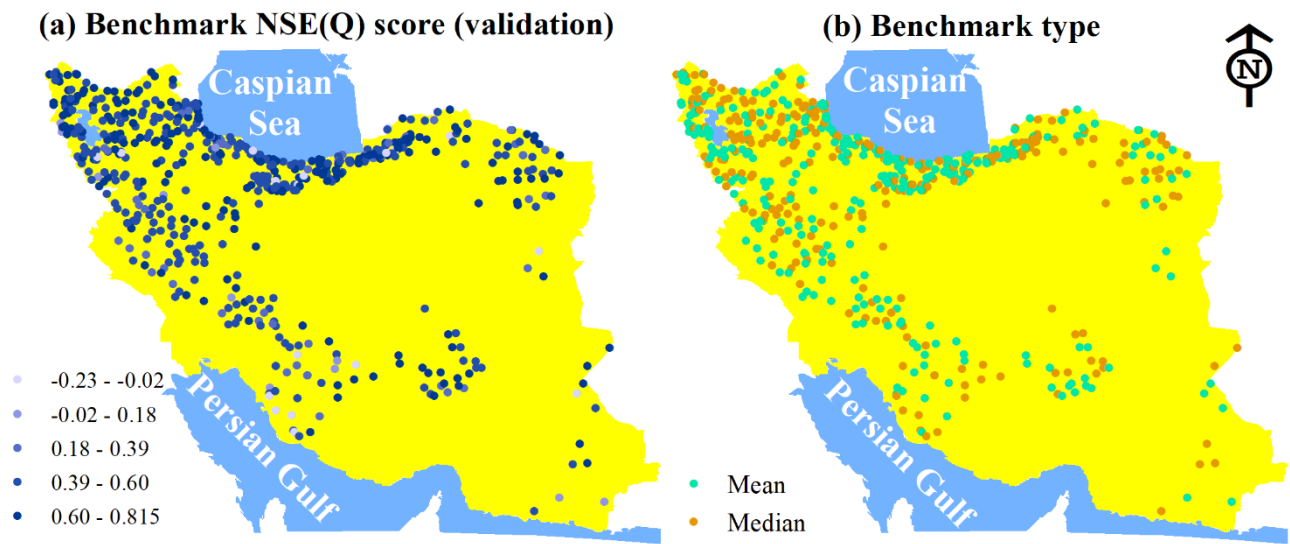 (a) Benchmark NSE(Q) score (validation)
Caspian
Sea
Persian Gulf
-0.23 - -0.02
-0.02 - 0.18
0.18 - 0.39
0.39 - 0.60
0.60 - 0.815
(b) Benchmark type
Caspian
Sea
Persian Gulf
Mean
Median
N